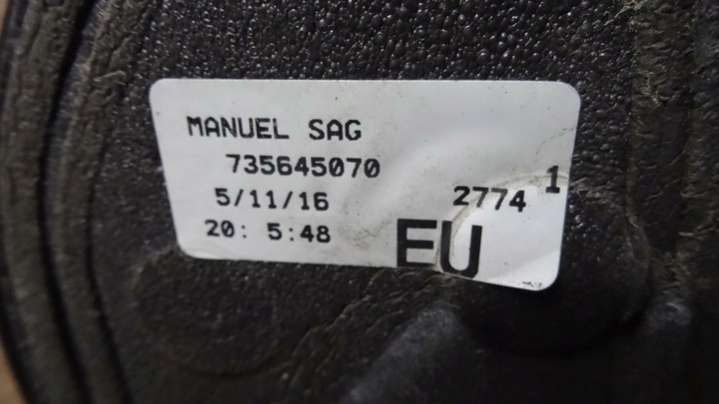 MANUEL SAG
735645070
5/11/16 2774 1
20: 5:48 EU